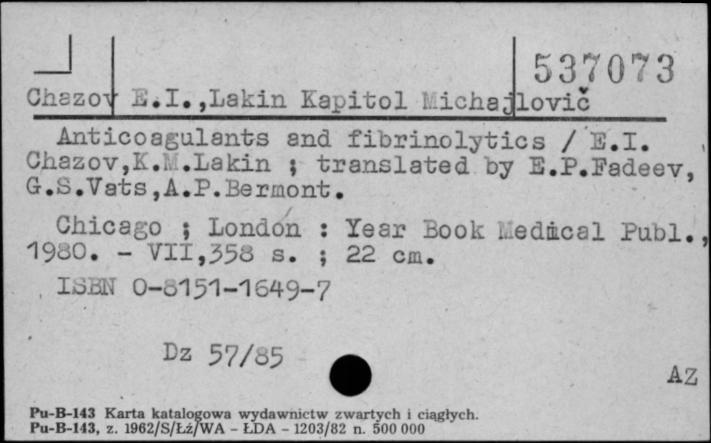 537073
Chazov E.I.,Lakin Kapitol Michajlovič
Anticoagulants and fibrinolytics / E.I.
Chazov,K.M.Lakin ; translated by E.P.Fadeev,
G.S.Vats,A.P.Bermont.
Chicago ; London : Year Book Medical Publ.,
1980. - VII,358 s. ; 22 cm.
ISBN 0-8151-1649-7
Dz 57/85
AZ
Pu-B-143 Karta katalogowa wydawnictw zwartych i ciągłych.
Pu-B-143, z. 1962/S/Łż/WA - ŁDA - 1203/82 n. 500 000